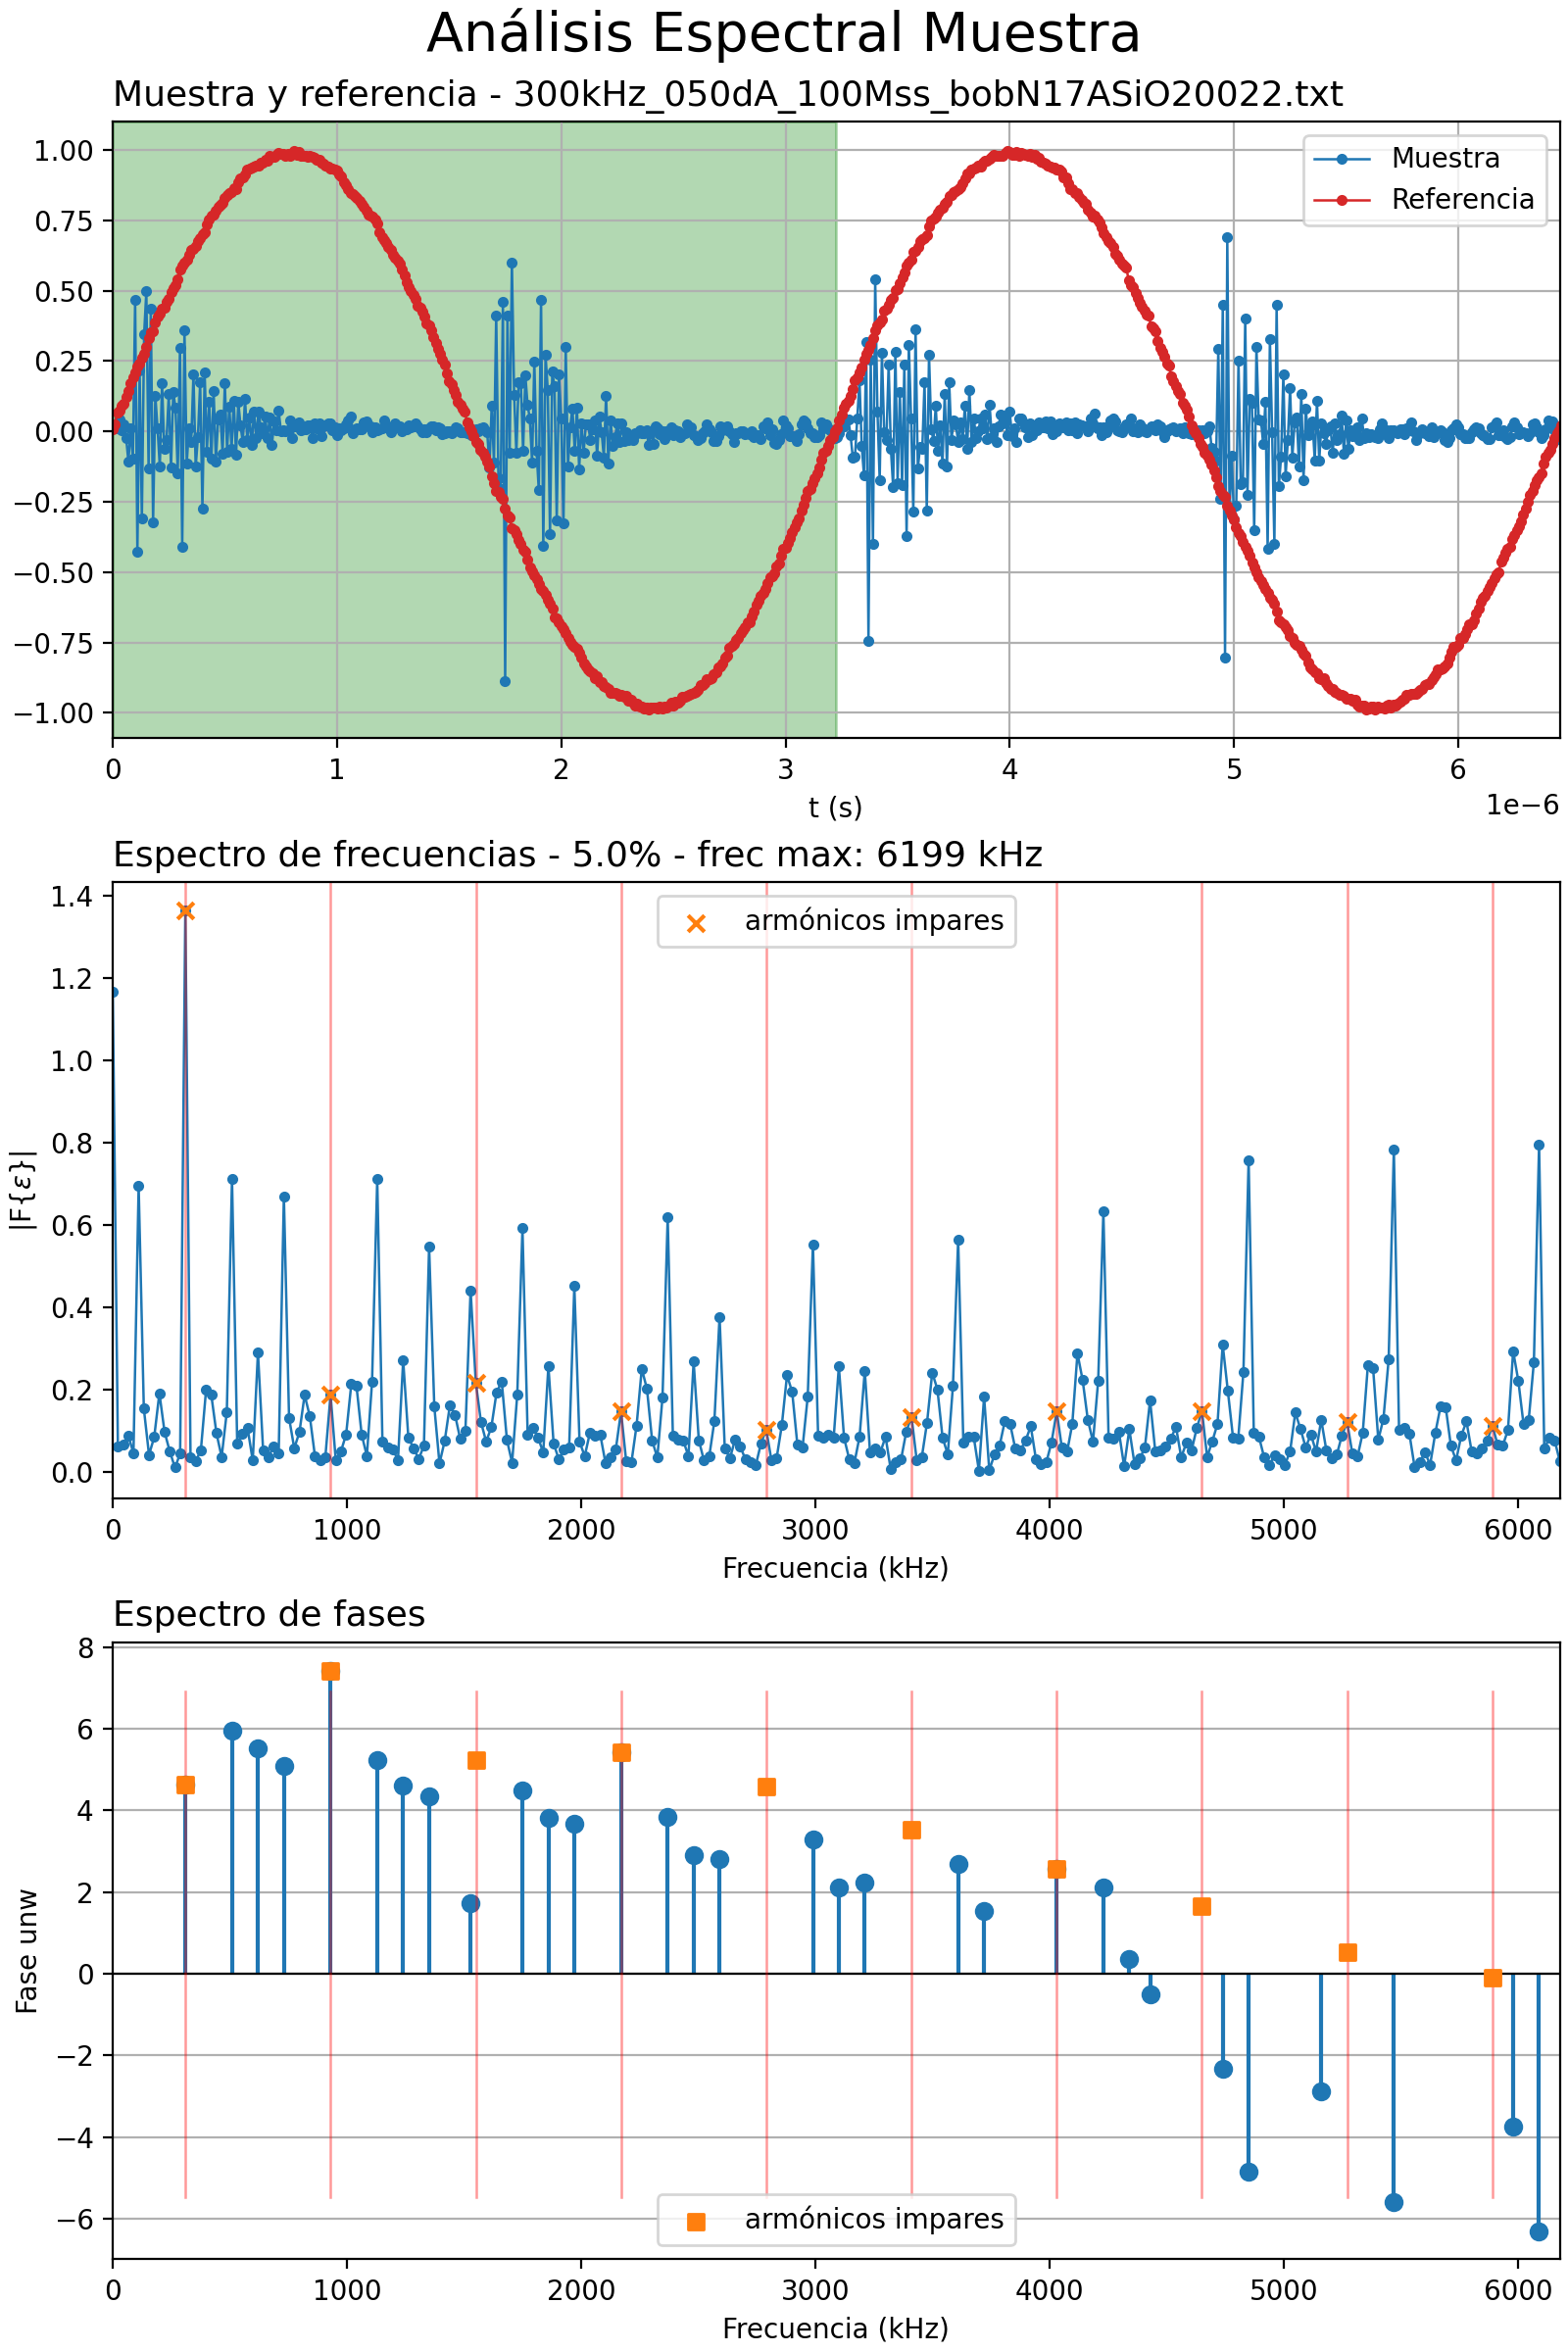 Análisis Espectral Muestra
Muestra y referencia - 300kHz_050dA_100Mss_bobN17ASiO20022.txt
1.00
0.75
0.50
0.25
0.00
−0.25
−0.50
−0.75
−1.00
Muestra
Referencia
0 1 2 3 4 5 6
t (s)
1e−6
Espectro de frecuencias - 5.0% - frec max: 6199 kHz
1.4
1.2
1.0
0.8
0.6
0.4
0.2
0.0
|F{ε}|
armónicos impares
0 1000 2000 3000 4000 5000 6000
Frecuencia (kHz)
Espectro de fases
8
6
4
2
0
−2
−4
−6
Fase unw
armónicos impares
0 1000 2000 3000 4000 5000 6000
Frecuencia (kHz)